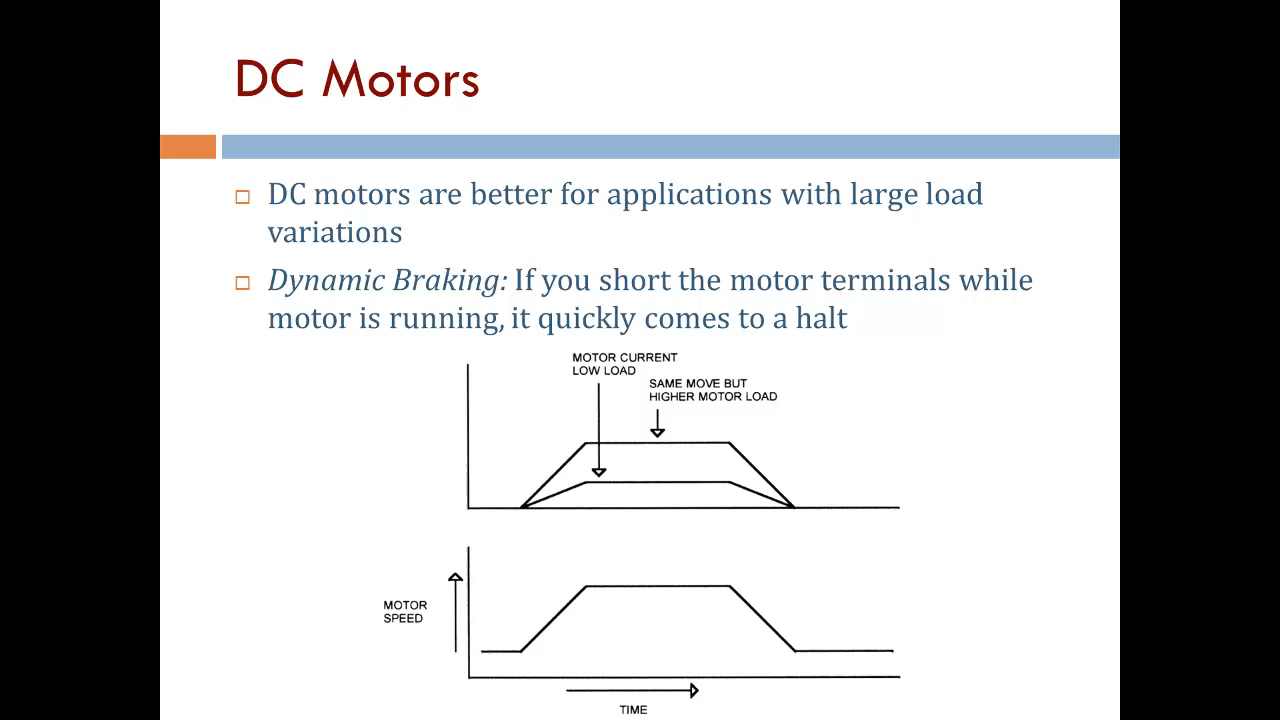 DC Motors
DC motors are better for applications with large load
variations
Dynamic Braking: If you short the motor terminals while
motor is running, it quickly comes to a halt
MOTOR CURRENT
LOW LOAD
SAME MOVE BUT
HIGHER MOTOR LOAD
MOTOR
SPEED
TIME